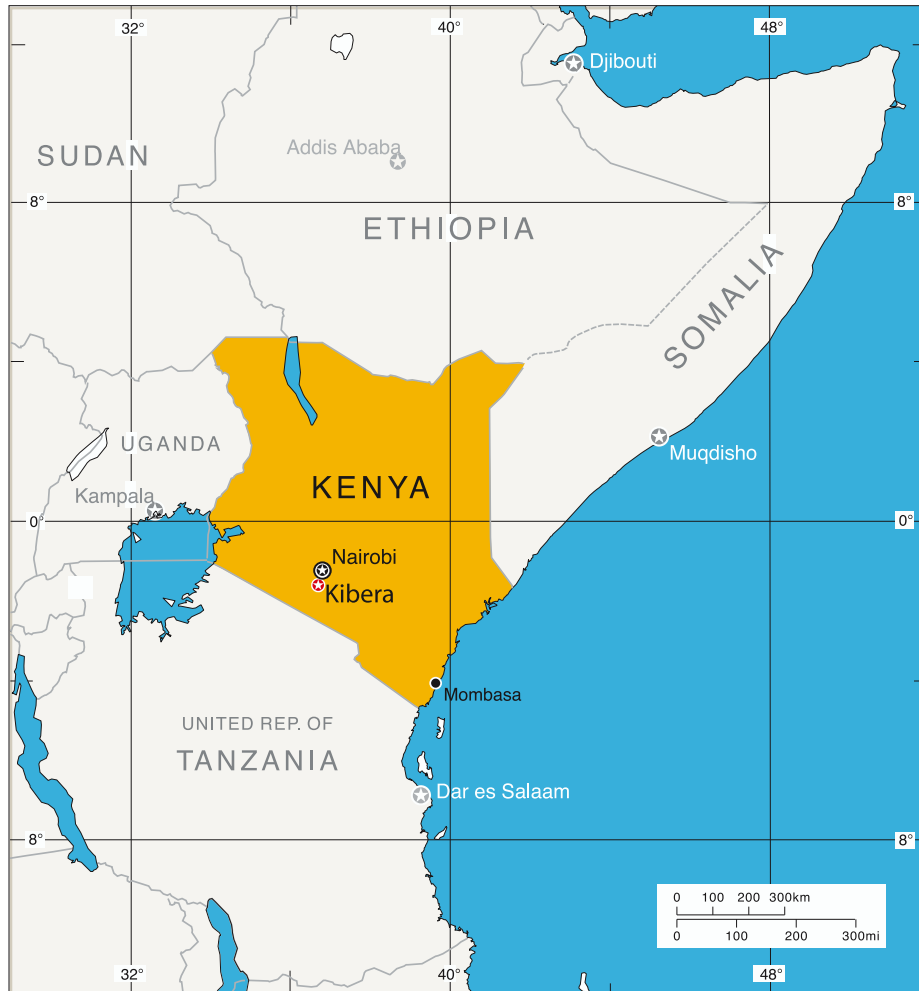 32°
40°
48°
Djibouti
Addis Ababa
SUDAN
8°
8°
ETHIOPIA
SOMALIA
UGANDA
Muqdisho
KENYA
Kampala
0°
0°
Nairobi
Kibera
Mombasa
UNITED REP. OF
TANZANIA
Dar es Salaam
8°
8°
0 100 200 300km
0 100 200 300mi
32°
40°
48°